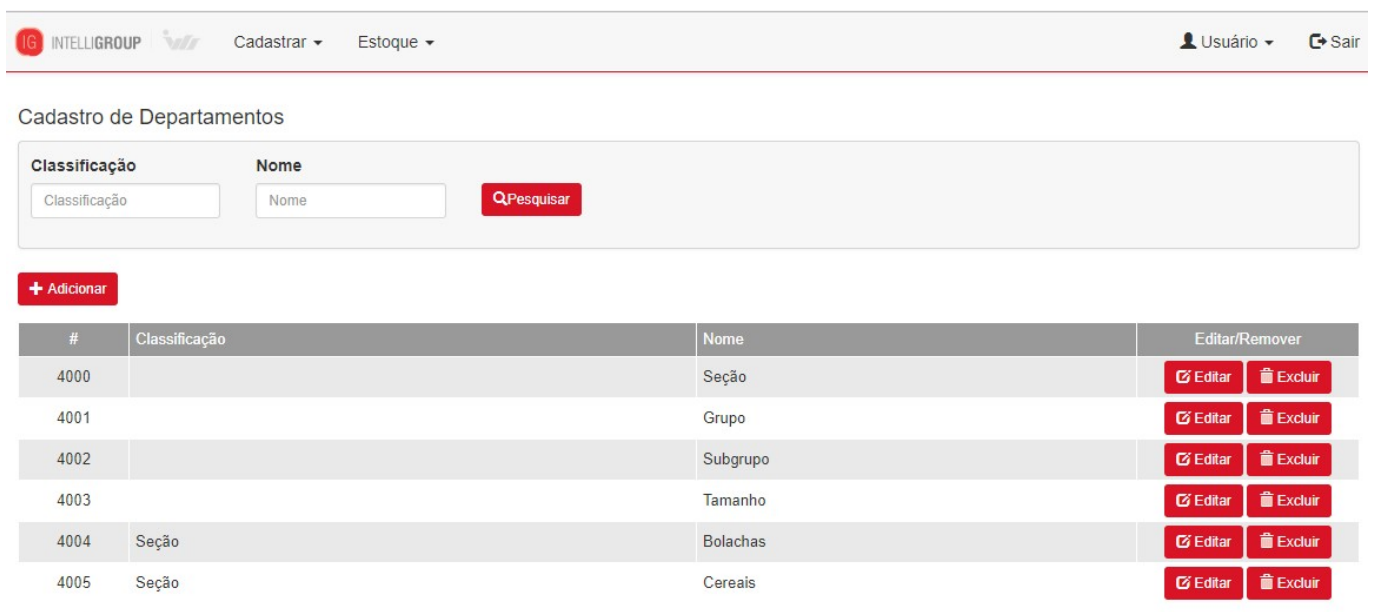 IG INTELLIGROUP Cadastrar Estoque Usuário Sair
Cadastro de Departamentos
Classificação Nome
Classificação Nome Pesquisar
Adicionar
# Classificação Nome Editar/Remover
4000 Seção Editar Excluir
4001 Grupo Editar Excluir
4002 Subgrupo Editar Excluir
4003 Tamanho Editar Excluir
4004 Seção Bolachas Editar Excluir
4005 Seção Cereais Editar Excluir